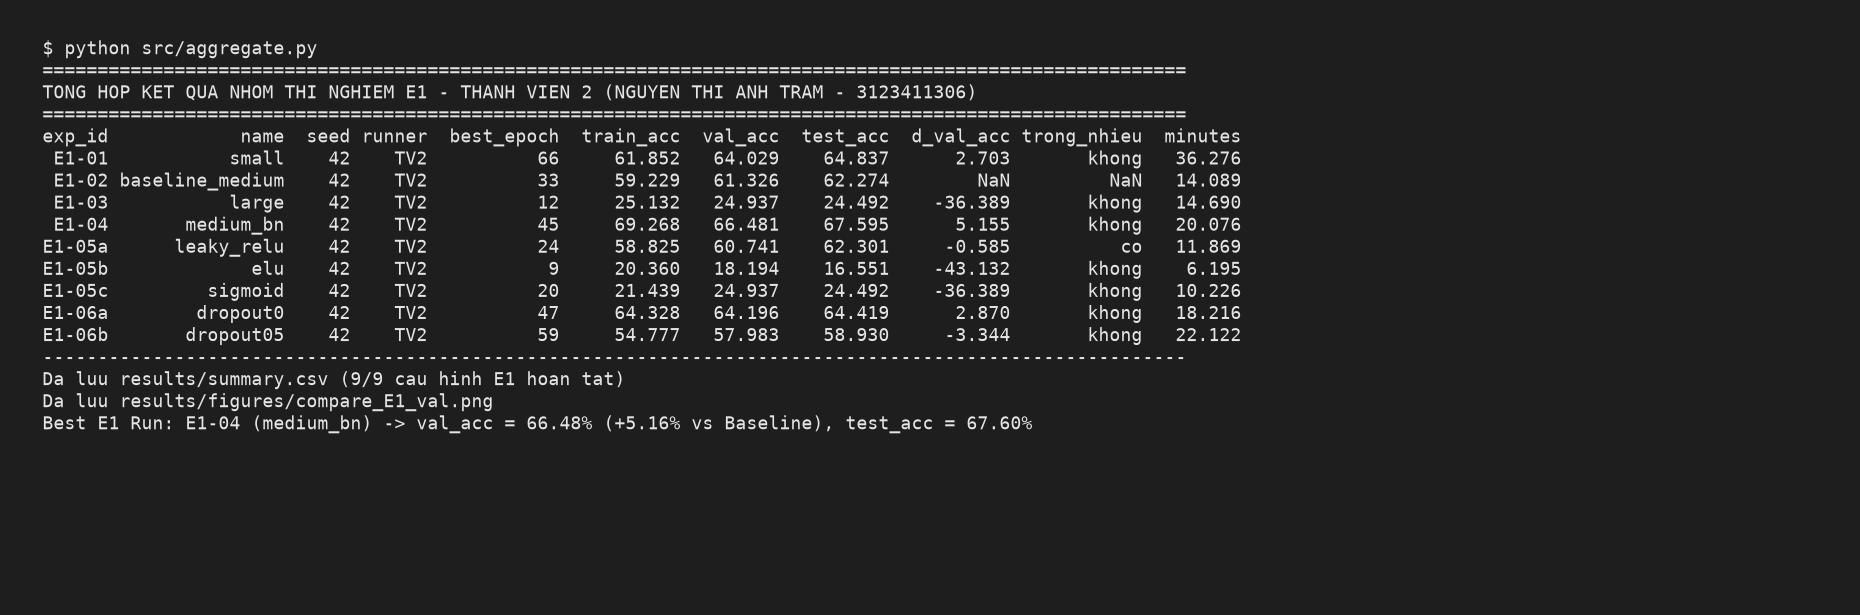 $ python src/aggregate.py
========================================================================================================
TONG HOP KET QUA NHOM THI NGHIEM E1 - THANH VIEN 2 (NGUYEN THI ANH TRAM - 3123411306)
========================================================================================================
exp_id            name  seed runner  best_epoch  train_acc  val_acc  test_acc  d_val_acc trong_nhieu  minutes
 E1-01           small    42    TV2          66     61.852   64.029    64.837      2.703       khong   36.276
 E1-02 baseline_medium    42    TV2          33     59.229   61.326    62.274        NaN         NaN   14.089
 E1-03           large    42    TV2          12     25.132   24.937    24.492    -36.389       khong   14.690
 E1-04       medium_bn    42    TV2          45     69.268   66.481    67.595      5.155       khong   20.076
E1-05a      leaky_relu    42    TV2          24     58.825   60.741    62.301     -0.585          co   11.869
E1-05b             elu    42    TV2           9     20.360   18.194    16.551    -43.132       khong    6.195
E1-05c         sigmoid    42    TV2          20     21.439   24.937    24.492    -36.389       khong   10.226
E1-06a        dropout0    42    TV2          47     64.328   64.196    64.419      2.870       khong   18.216
E1-06b       dropout05    42    TV2          59     54.777   57.983    58.930     -3.344       khong   22.122
--------------------------------------------------------------------------------------------------------
Da luu results/summary.csv (9/9 cau hinh E1 hoan tat)
Da luu results/figures/compare_E1_val.png
Best E1 Run: E1-04 (medium_bn) -> val_acc = 66.48% (+5.16% vs Baseline), test_acc = 67.60%